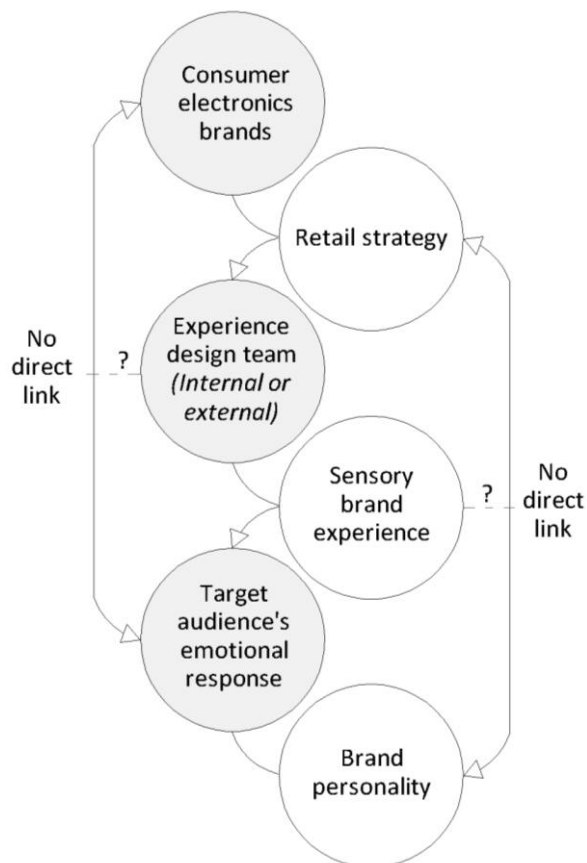 Consumer
electronics
brands
Retail strategy
Experience
design team
(Internal or
external)
No
direct
link
?
Sensory
brand
experience
?
No
direct
link
Target
audience's
emotional
response
Brand
personality